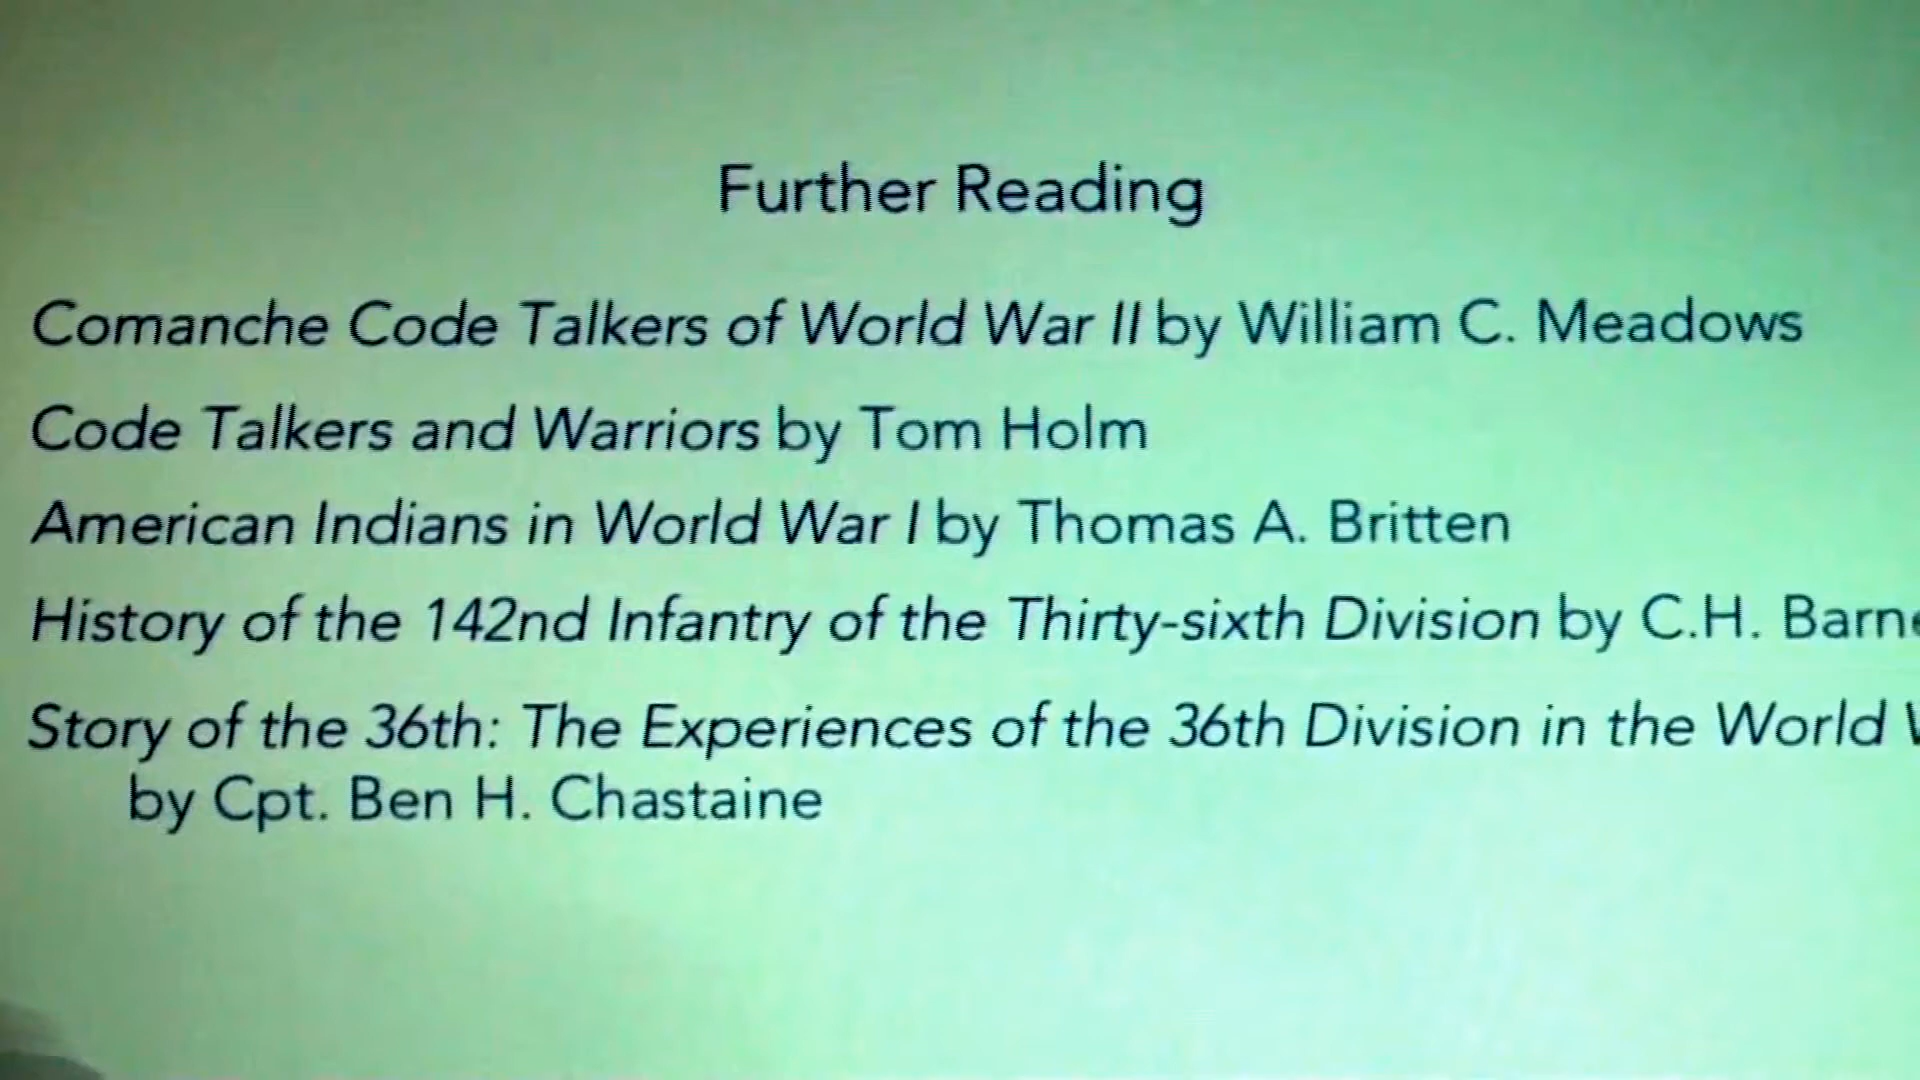 Further Reading
Comanche Code Talkers of World War II by William C. Meadows
Code Talkers and Warriors by Tom Holm
American Indians in World War I by Thomas A. Britten
History of the 142nd Infantry of the Thirty-sixth Division by C.H.
Story of the 36th: The Experiences of the 36th Division in the World
by Cpt. Ben H. Chastaine